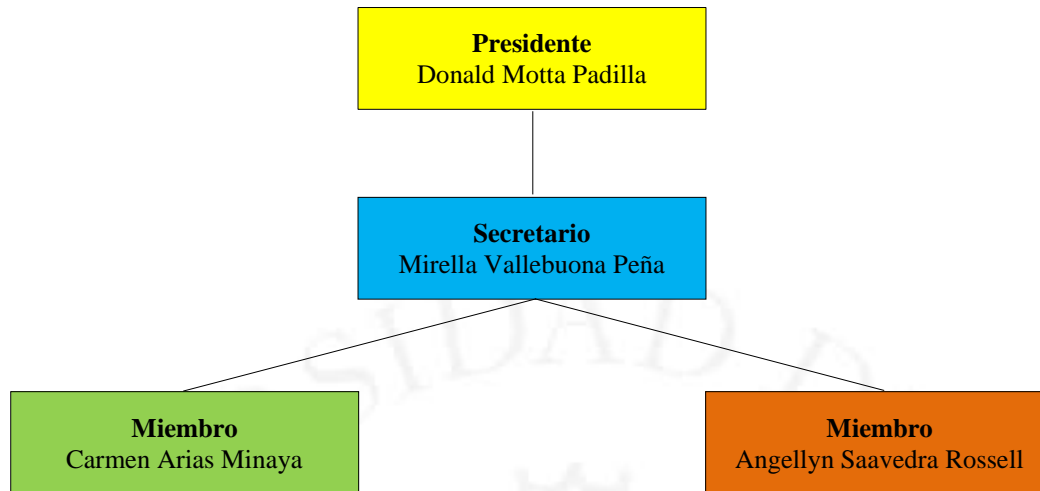 Presidente
Donald Motta Padilla
Secretario
Mirella Vallebuona Peña
Miembro
Carmen Arias Minaya
Miembro
Angellyn Saavedra Rossell